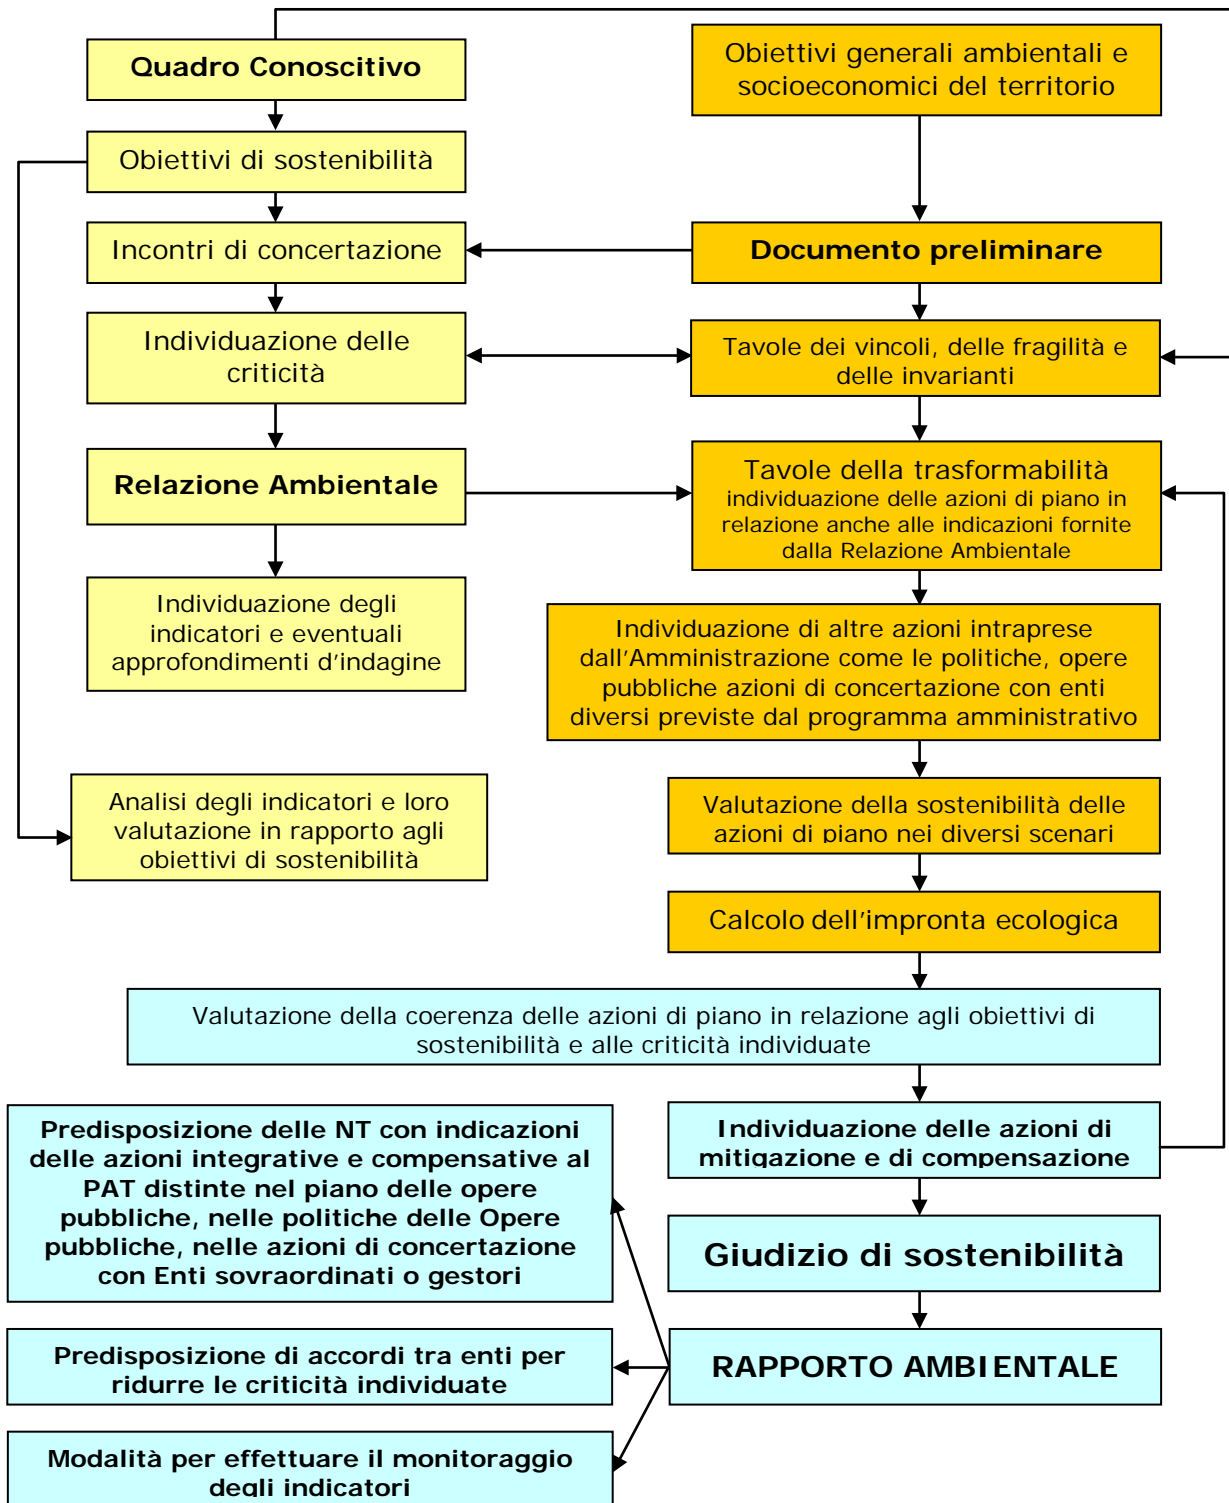 Quadro Conoscitivo
Obiettivi generali ambientali e
socioeconomici del territorio
Obiettivi di sostenibilità
Incontri di concertazione
Documento preliminare
Individuazione delle
criticità
Tavole dei vincoli, delle fragilità e
delle invarianti
Relazione Ambientale
Tavole della trasformabilità
individuazione delle azioni di piano in
relazione anche alle indicazioni fornite
dalla Relazione Ambientale
Individuazione degli
indicatori e eventuali
approfondimenti d'indagine
Individuazione di altre azioni intraprese
dall'Amministrazione come le politiche, opere
pubbliche azioni di concertazione con enti
diversi previste dal programma amministrativo
Analisi degli indicatori e loro
valutazione in rapporto agli
obiettivi di sostenibilità
Valutazione della sostenibilità delle
azioni di piano nei diversi scenari
Calcolo dell'impronta ecologica
Valutazione della coerenza delle azioni di piano in relazione agli obiettivi di
sostenibilità e alle criticità individuate
Individuazione delle azioni di
mitigazione e di compensazione
Predisposizione delle NT con indicazioni
delle azioni integrative e compensative al
PAT distinte nel piano delle opere
pubbliche, nelle politiche delle Opere
pubbliche, nelle azioni di concertazione
con Enti sovraordinati o gestori
Giudizio di sostenibilità
Predisposizione di accordi tra enti per
ridurre le criticità individuate
RAPPORTO AMBIENTALE
Modalità per effettuare il monitoraggio
degli indicatori